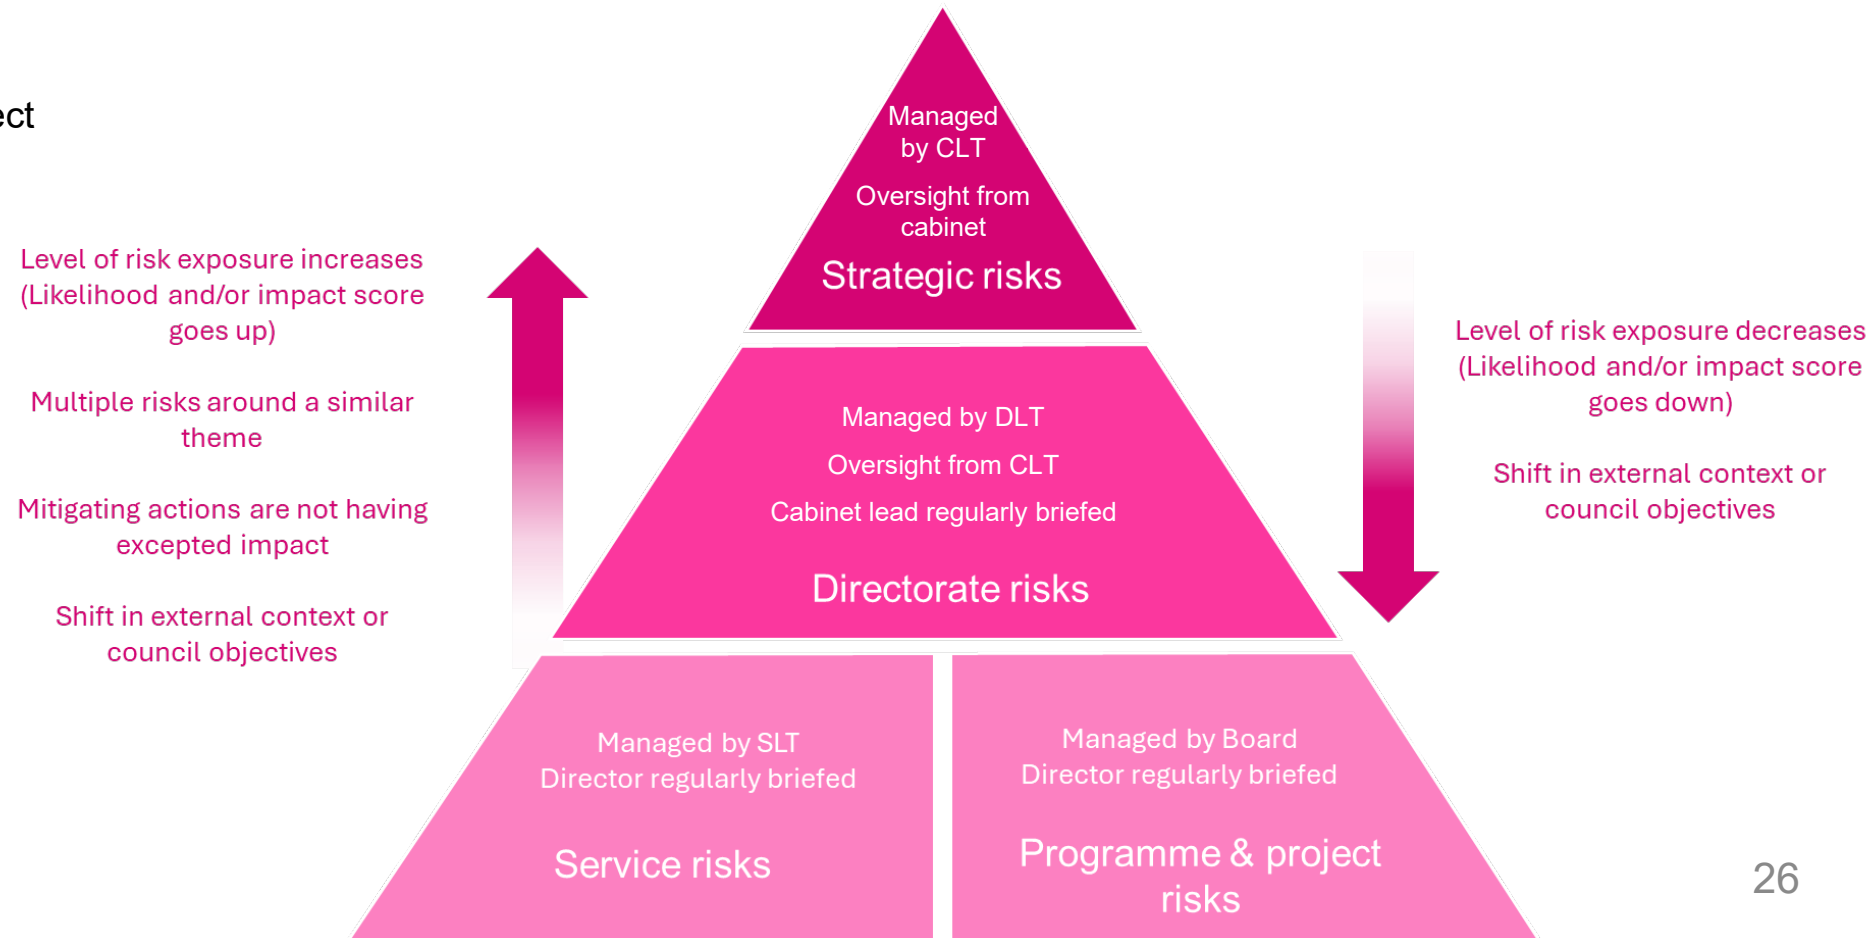 ect
Managed
by CLT
Oversight from
cabinet
Strategic risks
Level of risk exposure increases
(Likelihood and/or impact score
goes up)
Multiple risks around a similar
theme
Mitigating actions are not having
excepted impact
Shift in external context or
council objectives
Managed by DLT
Oversight from CLT
Cabinet lead regularly briefed
Directorate risks
Level of risk exposure decreases
(Likelihood and/or impact score
goes down)
Shift in external context or
council objectives
Managed by SLT
Director regularly briefed
Service risks
Managed by Board
Director regularly briefed
Programme & project
risks
26